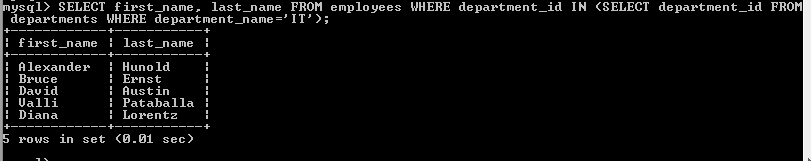 mysql> SELECT first_name, last_name FROM employees WHERE department_id IN (SELECT department_id FROM
departments WHERE department_name='IT');
+------------+-----------+
| first_name | last_name |
+------------+-----------+
| Alexander | Hunold |
| Bruce | Ernst |
| David | Austin |
| Valli | Pataballa |
| Diana | Lorentz |
+------------+-----------+
5 rows in set (0.01 sec)